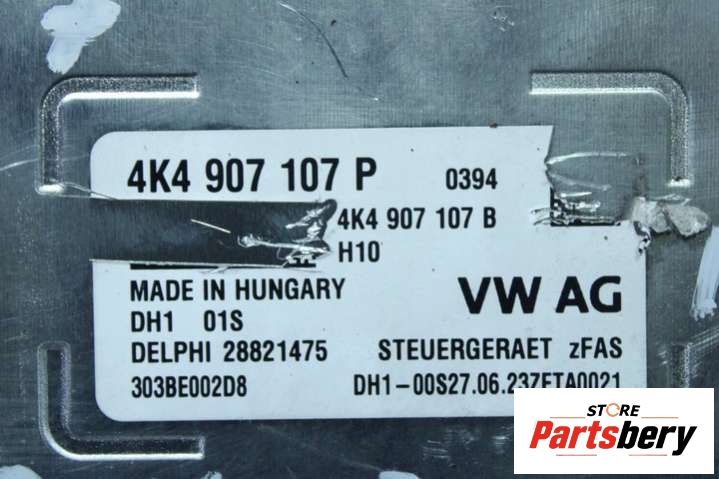 4K4 907 107 P 0394
4K4 907 107 B
H10
MADE IN HUNGARY
VW AG
DH1 01S
DELPHI 28821475 STEUERGERAET zFAS
303BE002D8 DH1-00S27.06.23ZFTA0021
STORE
Partsbery